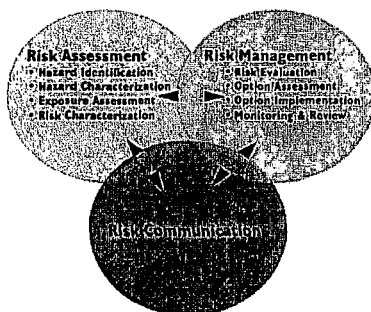 Risk Assessment
• Hazard Identification
• Hazard Characterization
• Exposure Assessment
• Risk Characterization
Risk Management
• Risk Evaluation
• Option Assessment
• Option Implementation
• Monitoring & Review
Risk Communication